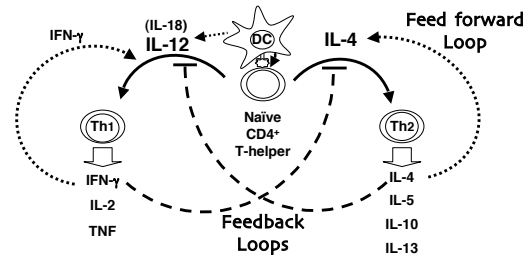 IFN-γ
(IL-18)
IL-12
DC
IL-4
Feed forward
Loop
Th1
Naïve
CD4+
T-helper
Th2
IFN-γ
IL-2
TNF
Feedback
Loops
IL-4
IL-5
IL-10
IL-13